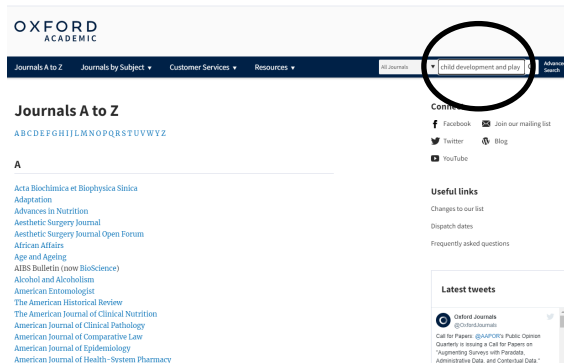 OXFORD
ACADEMIC
Journals A to Z Journals by Subject ▼ Customer Services ▼ Resources ▼ All Journals ▼ child development and play Advanced
Search
Journals A to Z
A B C D E F G H I J L M N O P Q R S T U V W Y Z
A
Acta Biochimica et Biophysica Sinica
Adaptation
Advances in Nutrition
Aesthetic Surgery Journal
Aesthetic Surgery Journal Open Forum
African Affairs
Age and Ageing
AIBS Bulletin (now BioScience)
Alcohol and Alcoholism
American Entomologist
The American Historical Review
The American Journal of Clinical Nutrition
American Journal of Clinical Pathology
American Journal of Comparative Law
American Journal of Epidemiology
American Journal of Health-System Pharmacy
Facebook Join our mailing list
Twitter Blog
YouTube
Useful links
Changes to our list
Dispatch dates
Frequently asked questions
Latest tweets
Oxford Journals
@OxfordJournals
Call for Papers: @AAPOR's Public Opinion
Quarterly is issuing a Call for Papers on
"Augmenting Surveys with Paradata,
Administrative Data, and Contextual Data."